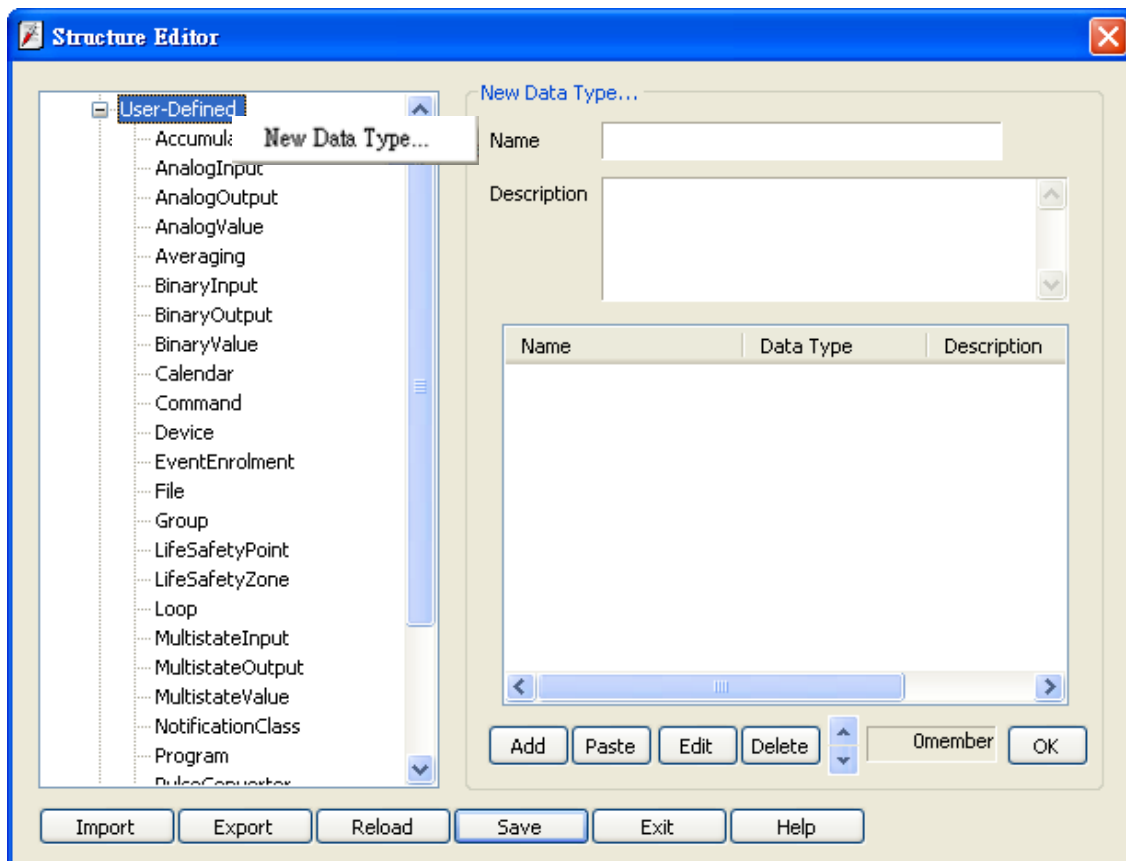 Structure Editor
User-Defined
New Data Type...
AnalogInput
AnalogOutput
AnalogValue
Averaging
BinaryInput
BinaryOutput
BinaryValue
Calendar
Command
Device
EventEnrolment
File
Group
LifeSafetyPoint
LifeSafetyZone
Loop
MultistateInput
MultistateOutput
MultistateValue
NotificationClass
Program
New Data Type...
Name
Description
Name Data Type Description
Add Paste Edit Delete 0member OK
Import Export Reload Save Exit Help